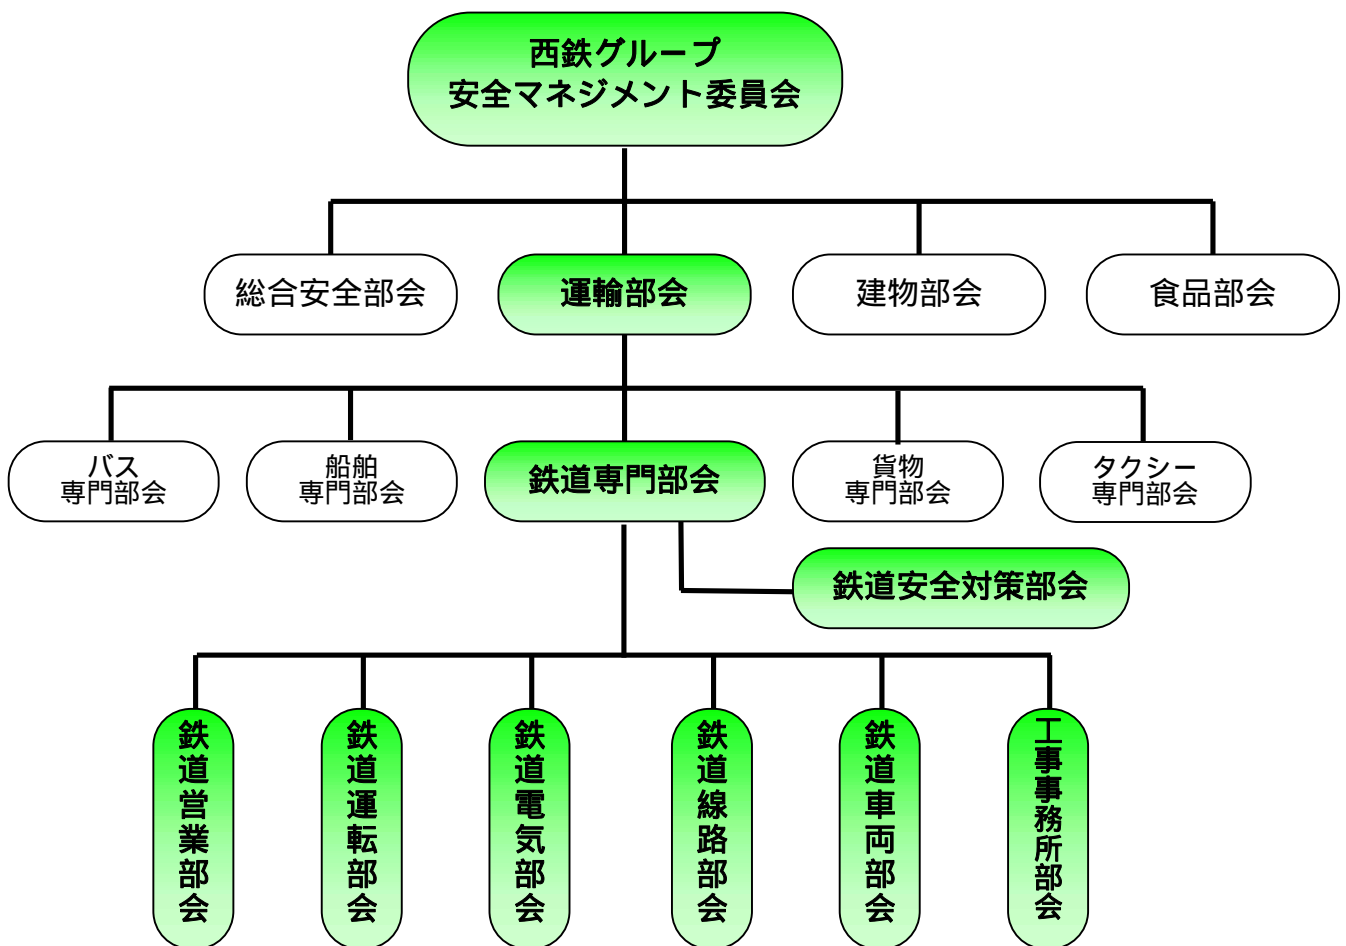 西鉄グループ
安全マネジメント委員会
総合安全部会
運輸部会
建物部会
食品部会
バス
専門部会
船舶
専門部会
鉄道専門部会
貨物
専門部会
タクシー
専門部会
鉄道安全対策部会
鉄道営業部会
鉄道運転部会
鉄道電気部会
鉄道線路部会
鉄道車両部会
工事事務所部会